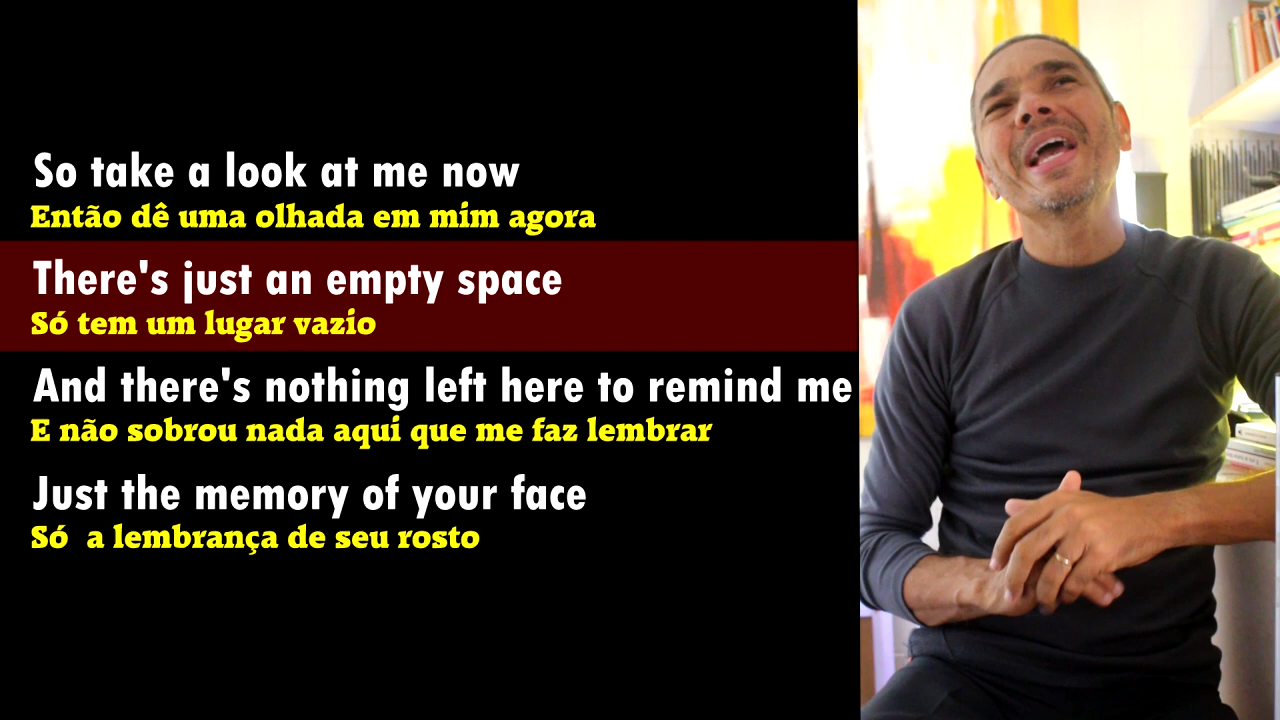 So take a look at me now
Então dê uma olhada em mim agora
There's just an empty space
Só tem um lugar vazio
And there's nothing left here to remind me
E não sobrou nada aqui que me faz lembrar
Just the memory of your face
Só a lembrança de seu rosto